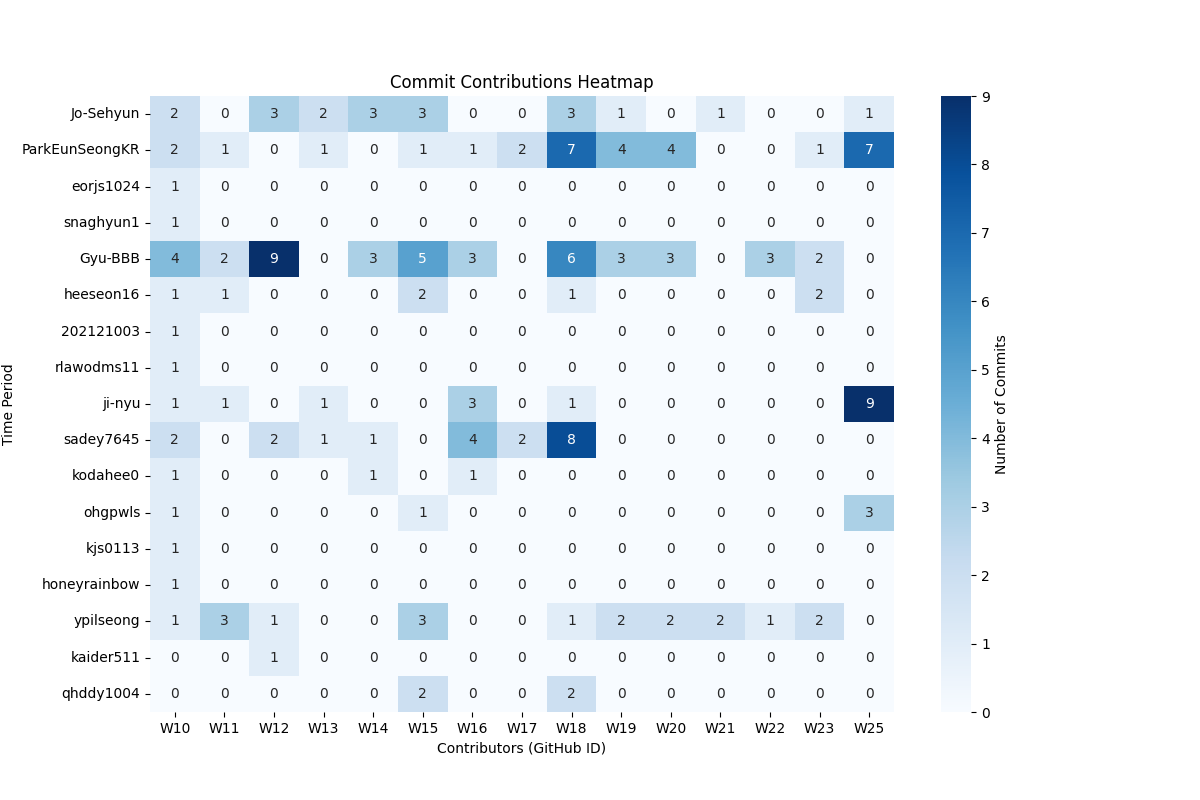 Commit Contributions Heatmap
Jo-Sehyun 2 0 3 2 3 3 0 0 3 1 0 1 0 0 1
ParkEunSeongKR 2 1 0 1 0 1 1 2 7 4 4 0 0 1 7
eorjs1024 1 0 0 0 0 0 0 0 0 0 0 0 0 0 0
snaghyun1 1 0 0 0 0 0 0 0 0 0 0 0 0 0 0
Gyu-BBB 4 2 9 0 3 5 3 0 6 3 3 0 3 2 0
heeseon16 1 1 0 0 0 2 0 0 1 0 0 0 0 2 0
202121003 1 0 0 0 0 0 0 0 0 0 0 0 0 0 0
rlawodms11 1 0 0 0 0 0 0 0 0 0 0 0 0 0 0
ji-nyu 1 1 0 1 0 0 3 0 1 0 0 0 0 0 9
sadey7645 2 0 2 1 1 0 4 2 8 0 0 0 0 0 0
kodahee0 1 0 0 0 1 0 1 0 0 0 0 0 0 0 0
ohgpwls 1 0 0 0 0 1 0 0 0 0 0 0 0 0 3
kjs0113 1 0 0 0 0 0 0 0 0 0 0 0 0 0 0
honeyrainbow 1 0 0 0 0 0 0 0 0 0 0 0 0 0 0
ypilseong 1 3 1 0 0 3 0 0 1 2 2 2 1 2 0
kaider511 0 0 1 0 0 0 0 0 0 0 0 0 0 0 0
qhddy1004 0 0 0 0 0 2 0 0 2 0 0 0 0 0 0
W10 W11 W12 W13 W14 W15 W16 W17 W18 W19 W20 W21 W22 W23 W25
Contributors (GitHub ID)
Time Period
9
8
7
6
5
4
3
2
1
0
Number of Commits